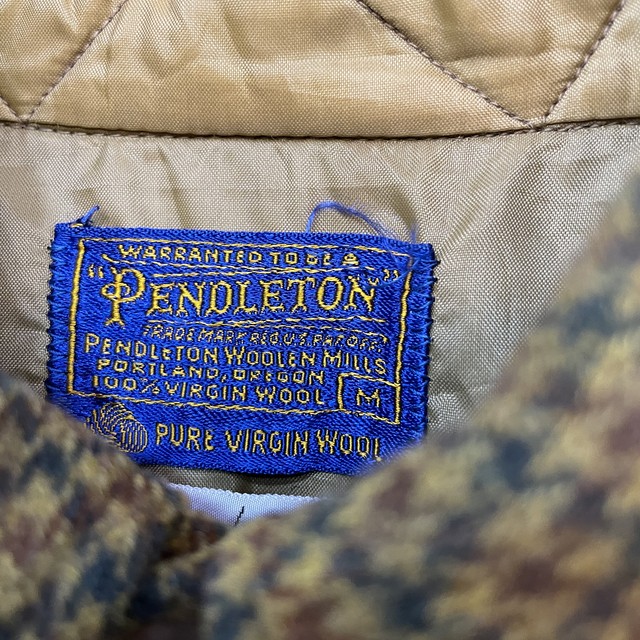 WARRANTED TO BE A
"PENDLETON"
TRADE MARK REG. U.S. PAT. OFF.
PENDLETON WOOLEN MILLS
PORTLAND, OREGON
100% VIRGIN WOOL M
PURE VIRGIN WOOL